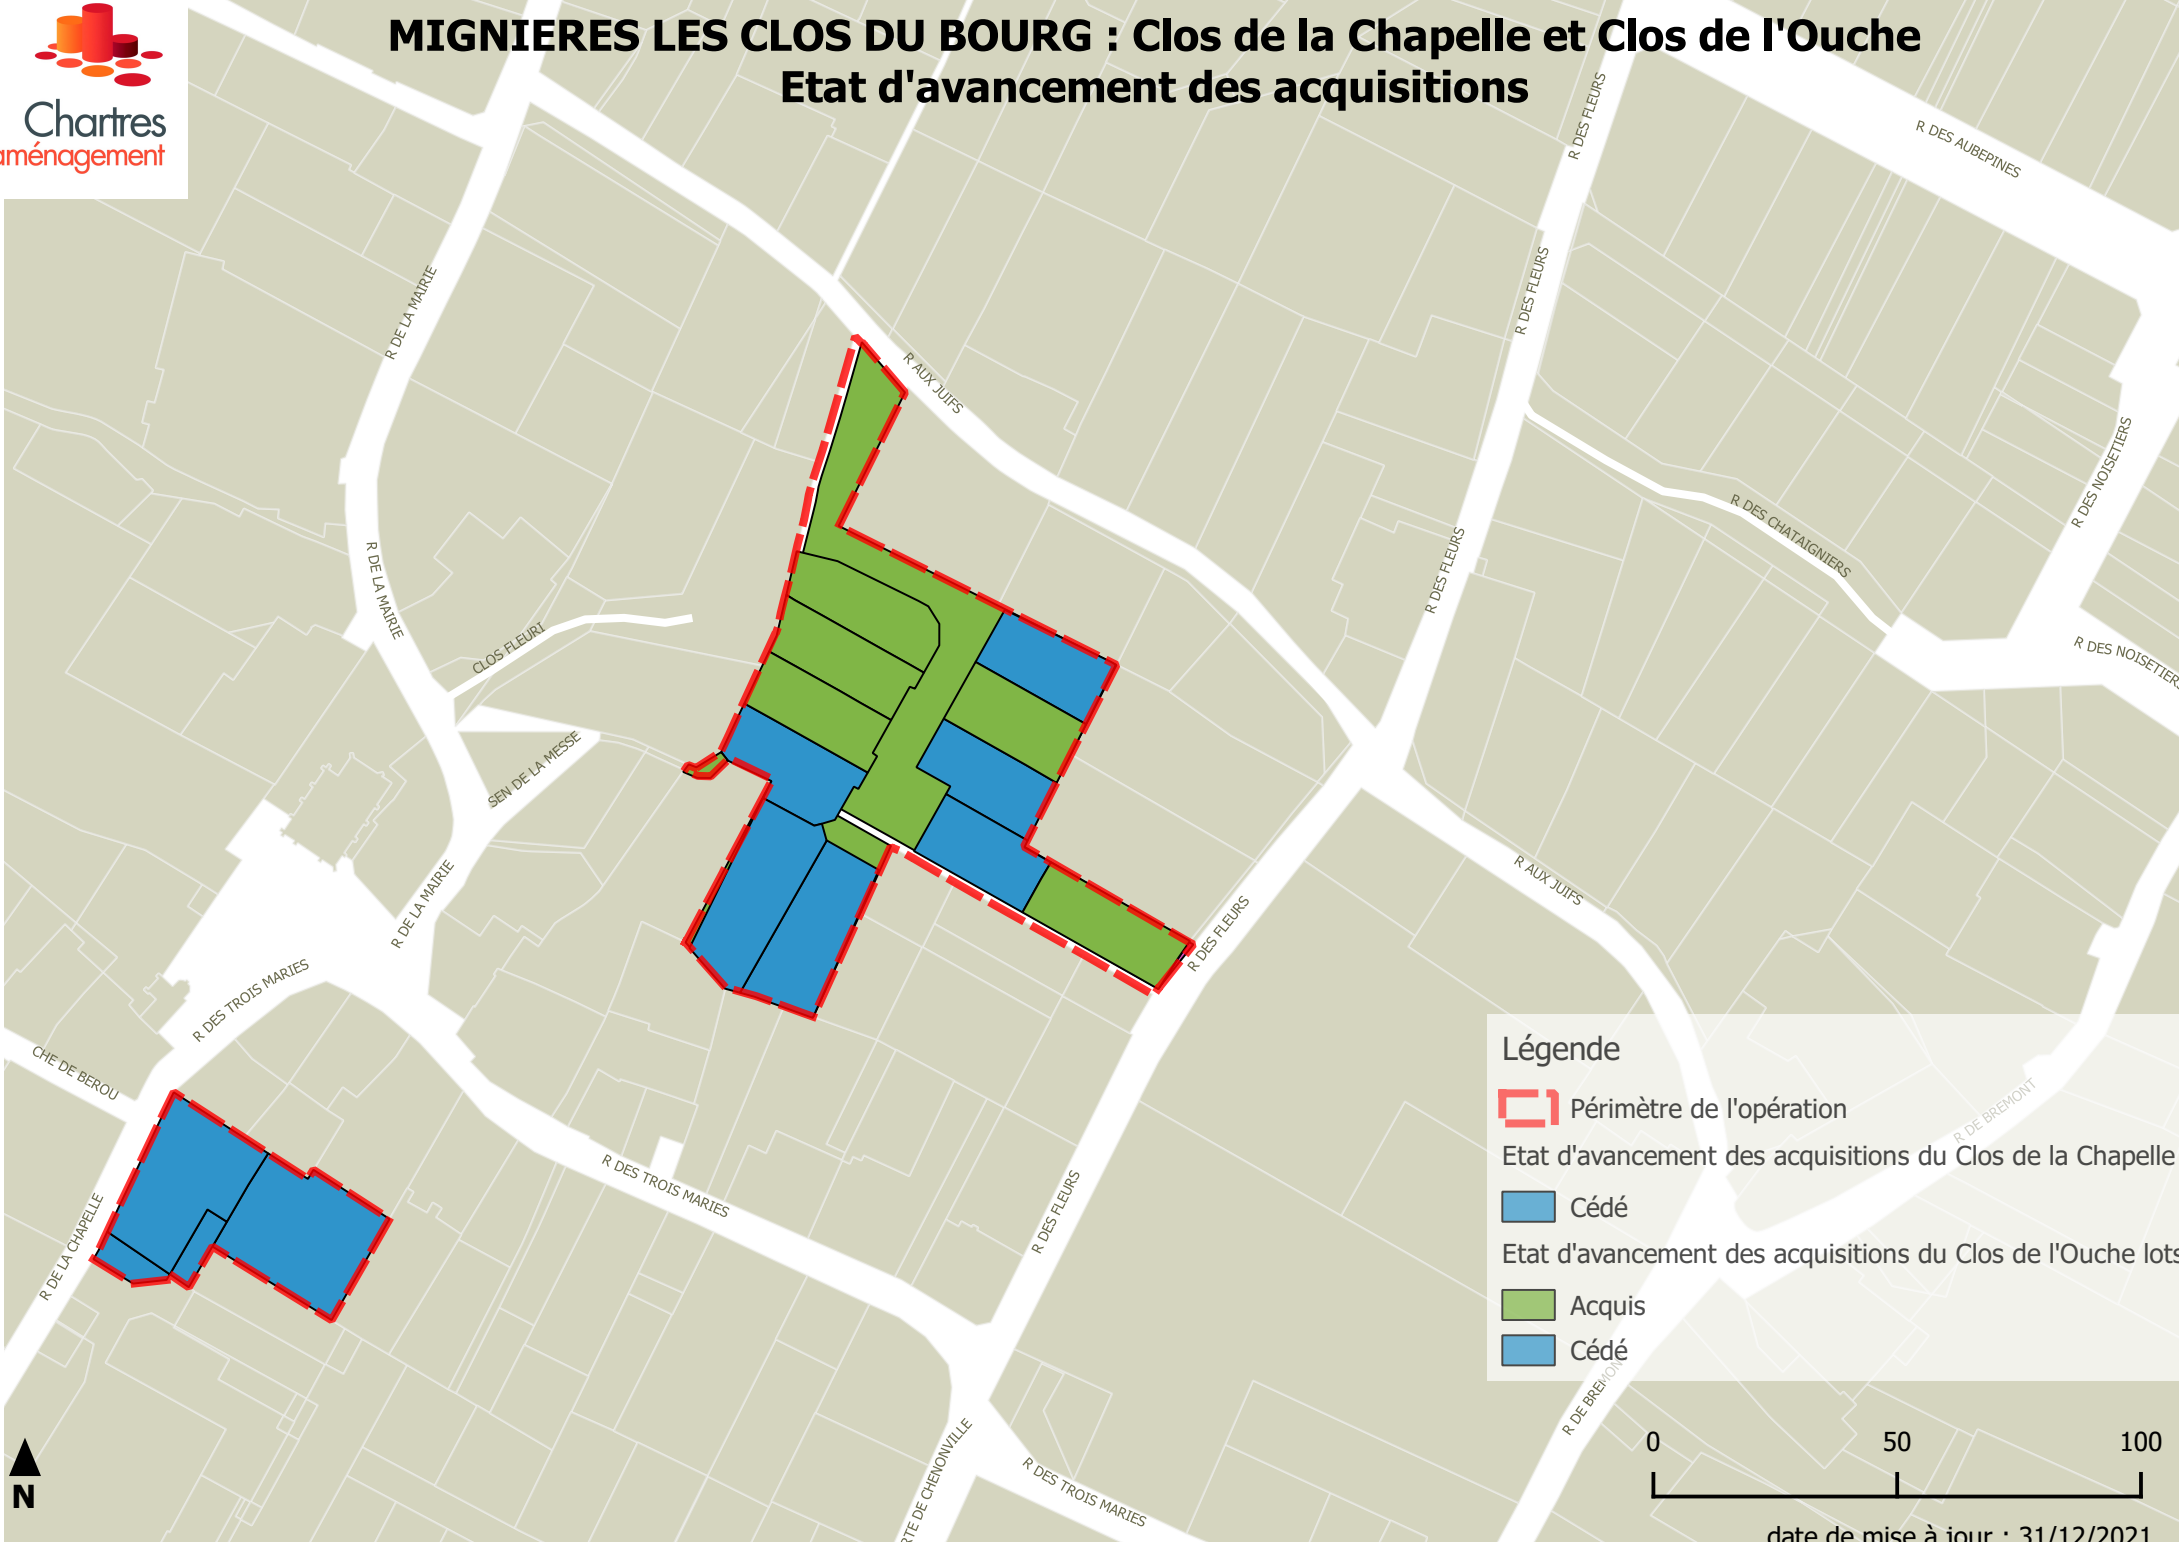 MIGNIERES LES CLOS DU BOURG : Clos de la Chapelle et Clos de l'Ouche
Etat d'avancement des acquisitions
Chartres
aménagement
R DES FLEURS
R DES AUBEPINES
R DE LA MAIRIE
R DES FLEURS
R AUX JUIFS
R DES NOISETIERS
R DES CHATAIGNIERS
R DE LA MAIRIE
R DES FLEURS
CLOS FLEURI
R DES NOISETIERS
SEN DE LA MESSE
R DE LA MAIRIE
R AUX JUIFS
R DES FLEURS
R DES TROIS MARIES
CHE DE BEROU
R DE LA CHAPELLE
R DES TROIS MARIES
R DES FLEURS
R DE BREMONT
Légende
Périmètre de l'opération
Etat d'avancement des acquisitions du Clos de la Chapelle
Cédé
Etat d'avancement des acquisitions du Clos de l'Ouche lots
Acquis
Cédé
R DE BREMONT
RTE DE CHENONVILLE
R DES TROIS MARIES
N
0 50 100
date de mise à jour : 31/12/2021